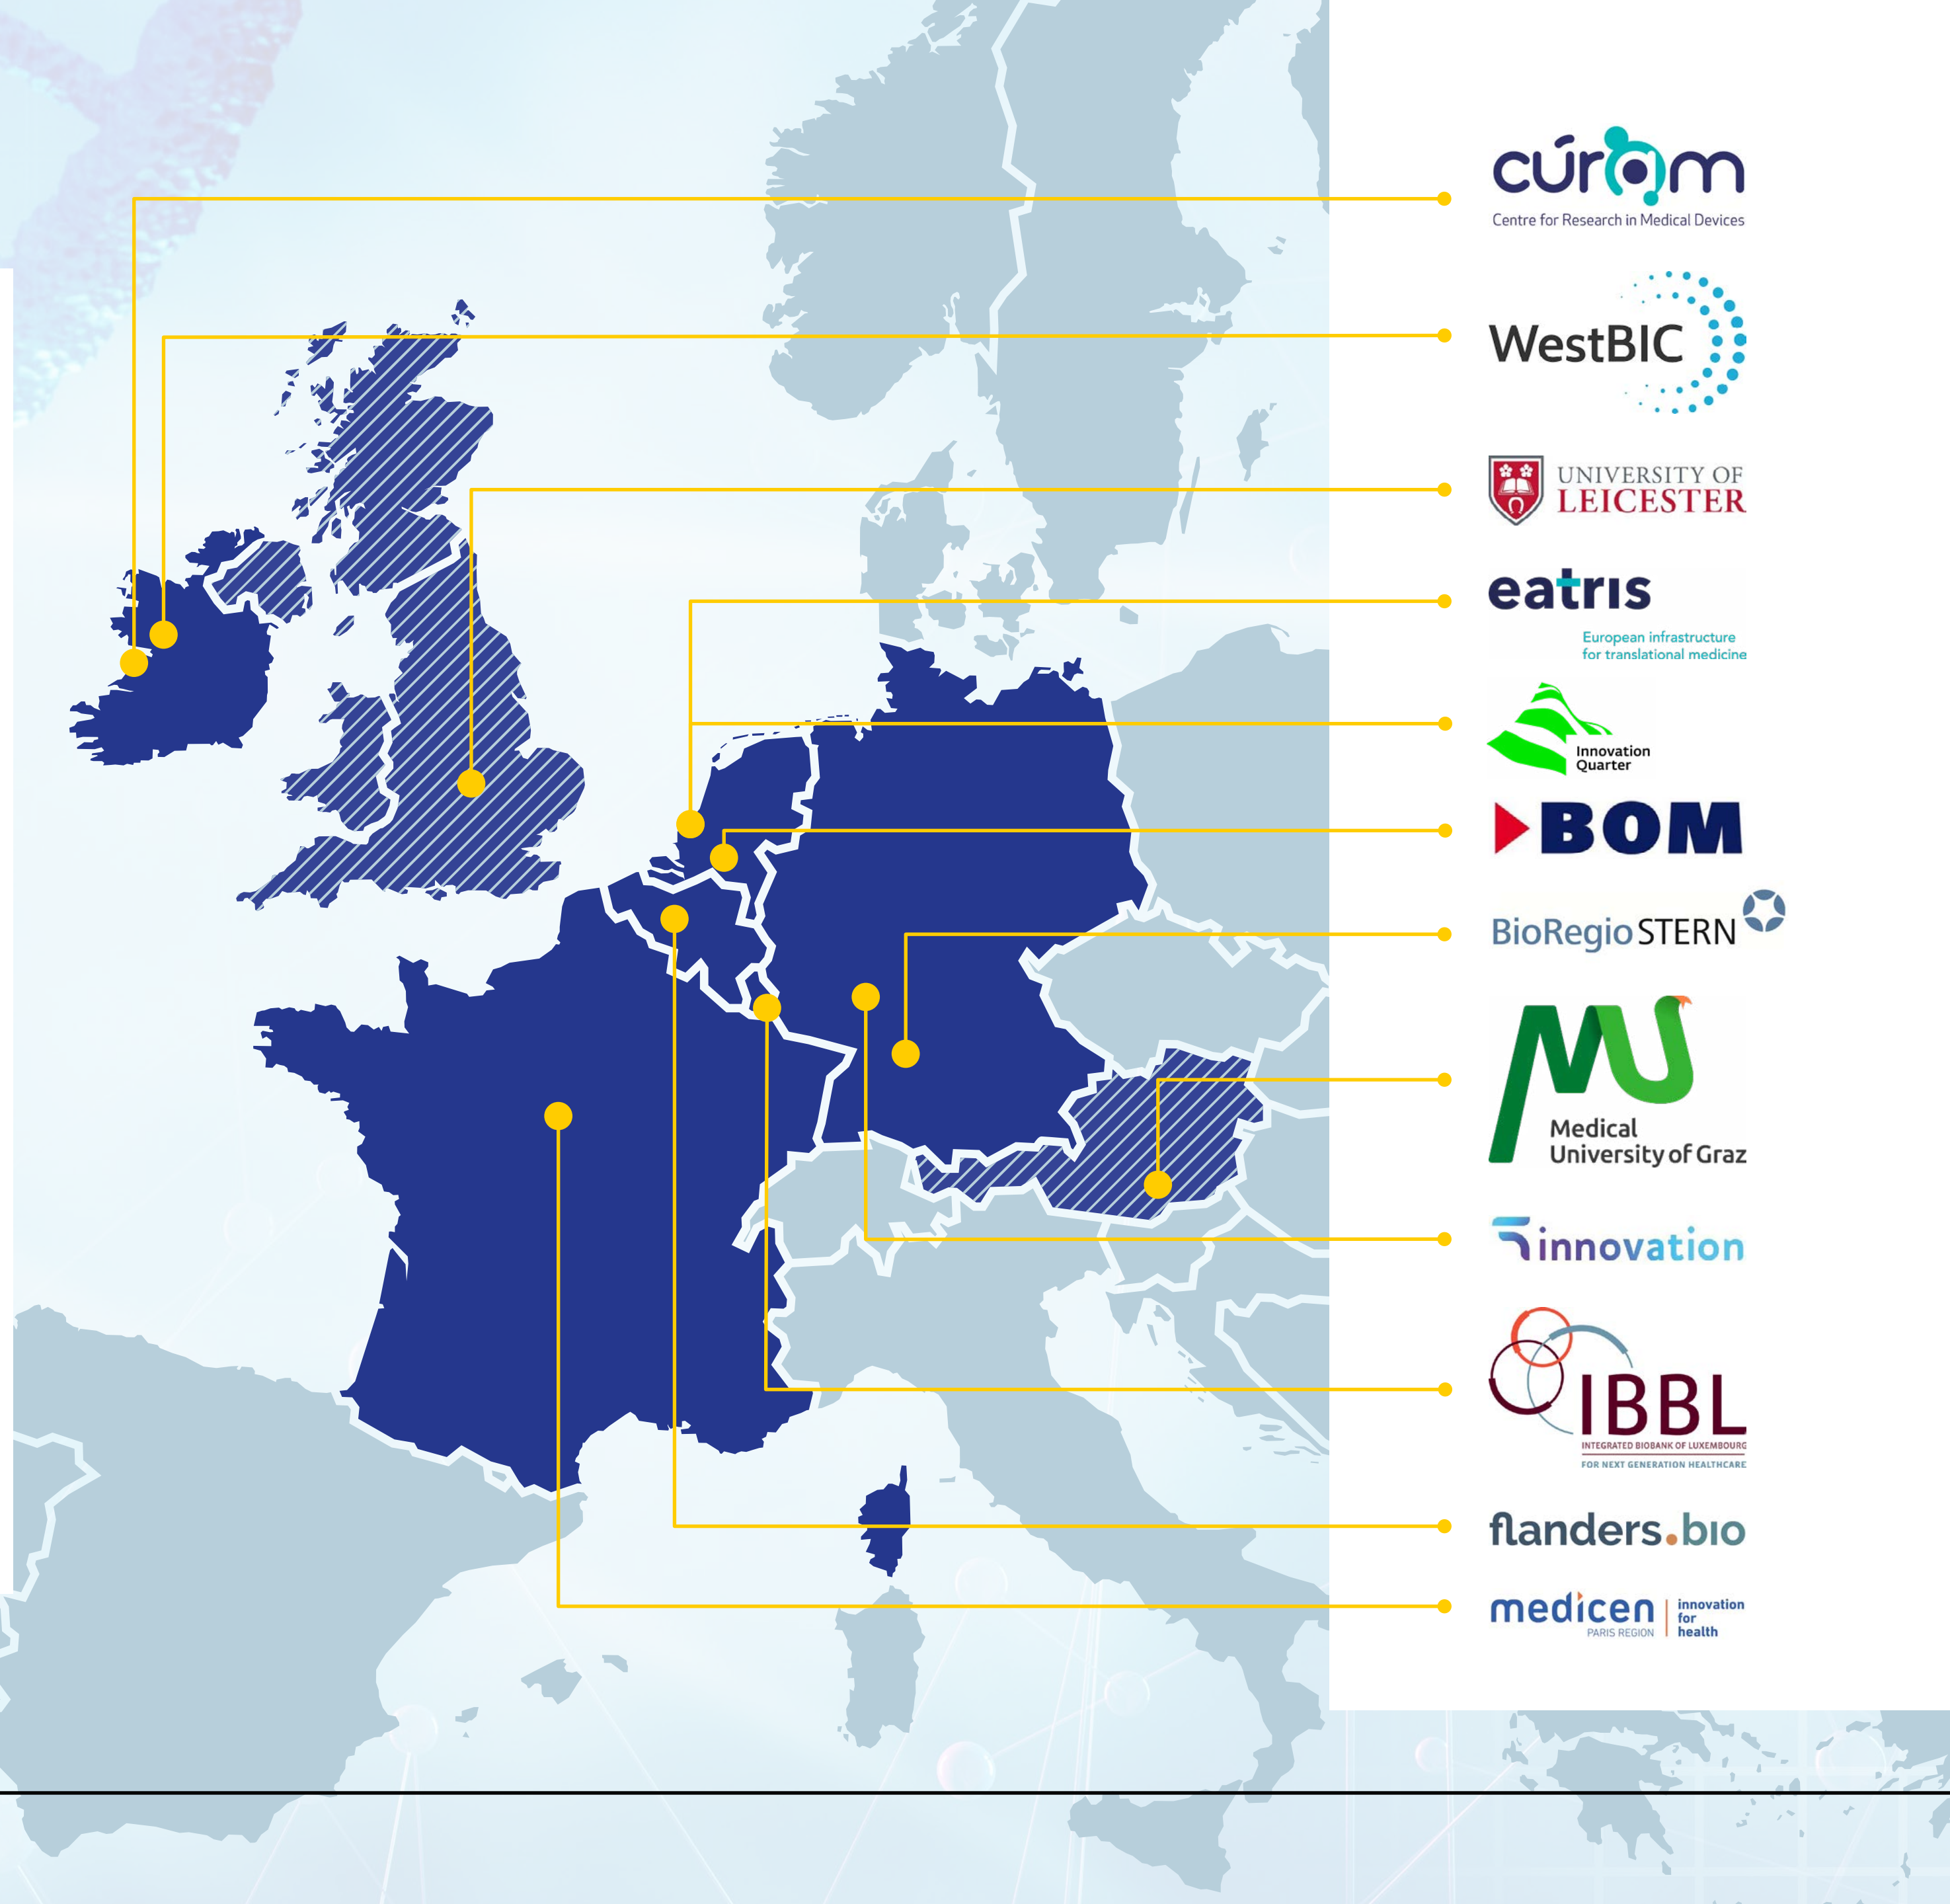 cúram
Centre for Research in Medical Devices
WestBIC
UNIVERSITY OF
LEICESTER
eatris
European infrastructure
for translational medicine
Innovation
Quarter
BOM
BioRegio STERN
Medical
University of Graz
innovation
IBBL
INTEGRATED BIOBANK OF LUXEMBOURG
FOR NEXT GENERATION HEALTHCARE
flanders.bio
medicen
PARIS REGION
innovation
for
health